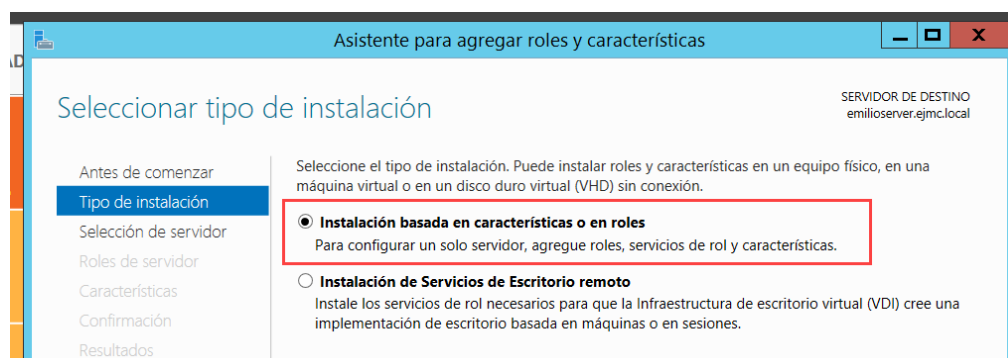 Asistente para agregar roles y características
Seleccionar tipo de instalación
SERVIDOR DE DESTINO
emilioserver.ejmc.local
Antes de comenzar
Tipo de instalación
Selección de servidor
Roles de servidor
Características
Confirmación
Resultados
Seleccione el tipo de instalación. Puede instalar roles y características en un equipo físico, en una
máquina virtual o en un disco duro virtual (VHD) sin conexión.
Instalación basada en características o en roles
Para configurar un solo servidor, agregue roles, servicios de rol y características.
Instalación de Servicios de Escritorio remoto
Instale los servicios de rol necesarios para que la Infraestructura de escritorio virtual (VDI) cree una
implementación de escritorio basada en máquinas o en sesiones.